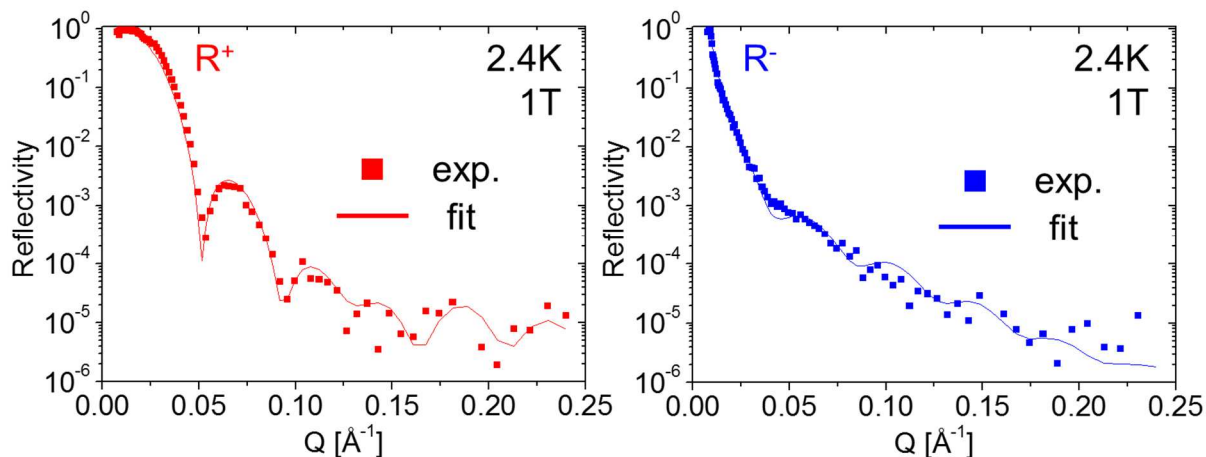 10⁰
10⁻¹
10⁻²
10⁻³
10⁻⁴
10⁻⁵
10⁻⁶
Reflectivity
R⁺
2.4K
1T
exp.
fit
0.00 0.05 0.10 0.15 0.20 0.25
Q [Å⁻¹]
10⁰
10⁻¹
10⁻²
10⁻³
10⁻⁴
10⁻⁵
10⁻⁶
Reflectivity
R⁻
2.4K
1T
exp.
fit
0.00 0.05 0.10 0.15 0.20 0.25
Q [Å⁻¹]